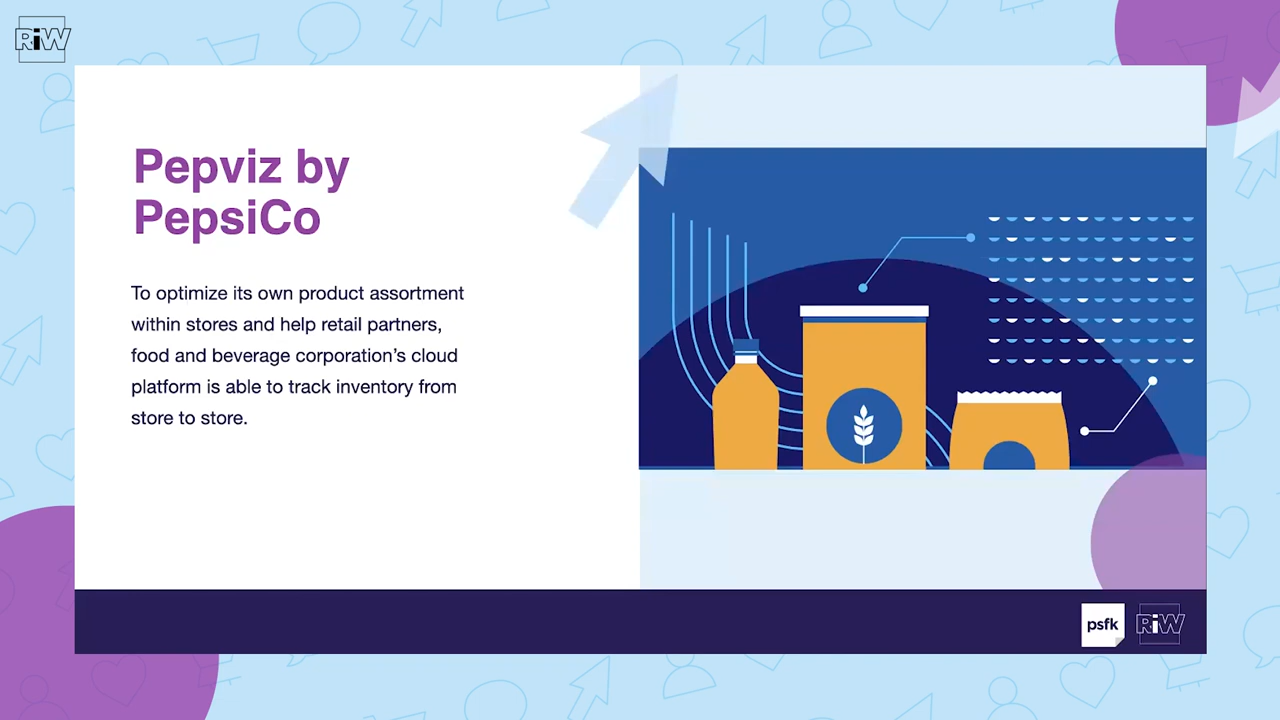 RiW
Pepviz by
PepsiCo
To optimize its own product assortment
within stores and help retail partners,
food and beverage corporation’s cloud
platform is able to track inventory from
store to store.
psfk
RiW